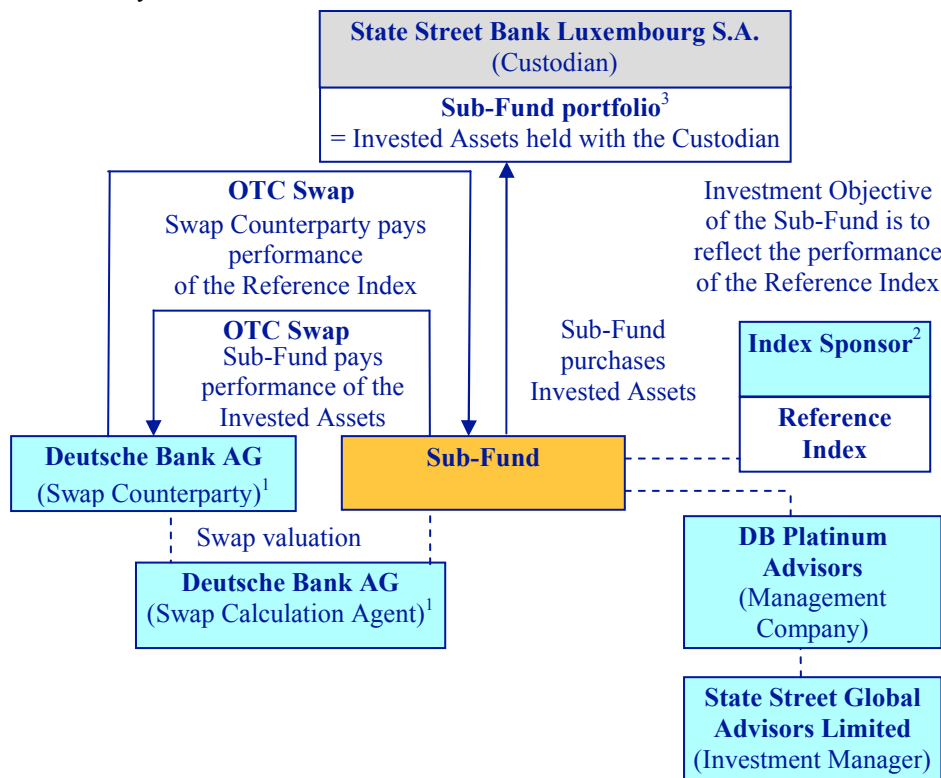 State Street Bank Luxembourg S.A.
(Custodian)
Sub-Fund portfolio³
= Invested Assets held with the Custodian
OTC Swap
Swap Counterparty pays
performance
of the Reference Index
Investment Objective
of the Sub-Fund is to
reflect the performance
of the Reference Index
OTC Swap
Sub-Fund pays
performance of the
Invested Assets
Sub-Fund
purchases
Invested Assets
Index Sponsor²
Reference
Index
Deutsche Bank AG
(Swap Counterparty)¹
Sub-Fund
Swap valuation
Deutsche Bank AG
(Swap Calculation Agent)¹
DB Platinum
Advisors
(Management
Company)
State Street Global
Advisors Limited
(Investment Manager)